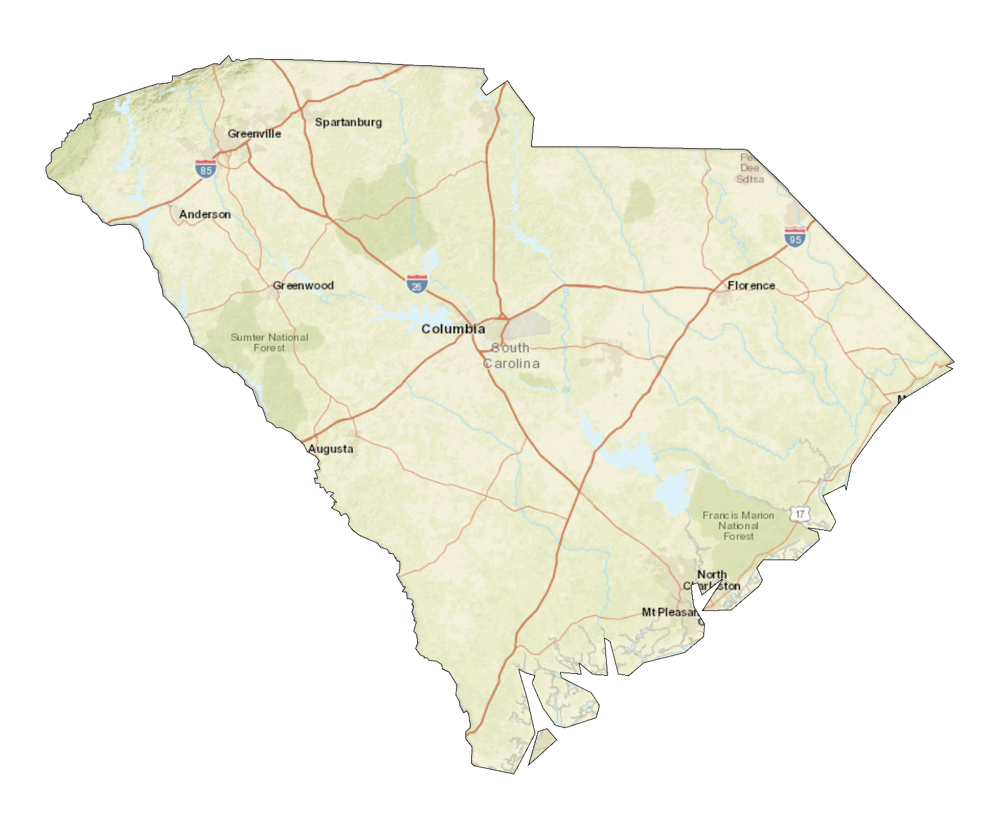 Spartanburg
Greenville
Pee
Dee
Sdtsa
85
Anderson
95
Greenwood
26
Florence
Columbia
Sumter National
Forest
South
Carolina
M
Augusta
Francis Marion
National
Forest
17
North
Charleston
Mt Pleasan
C